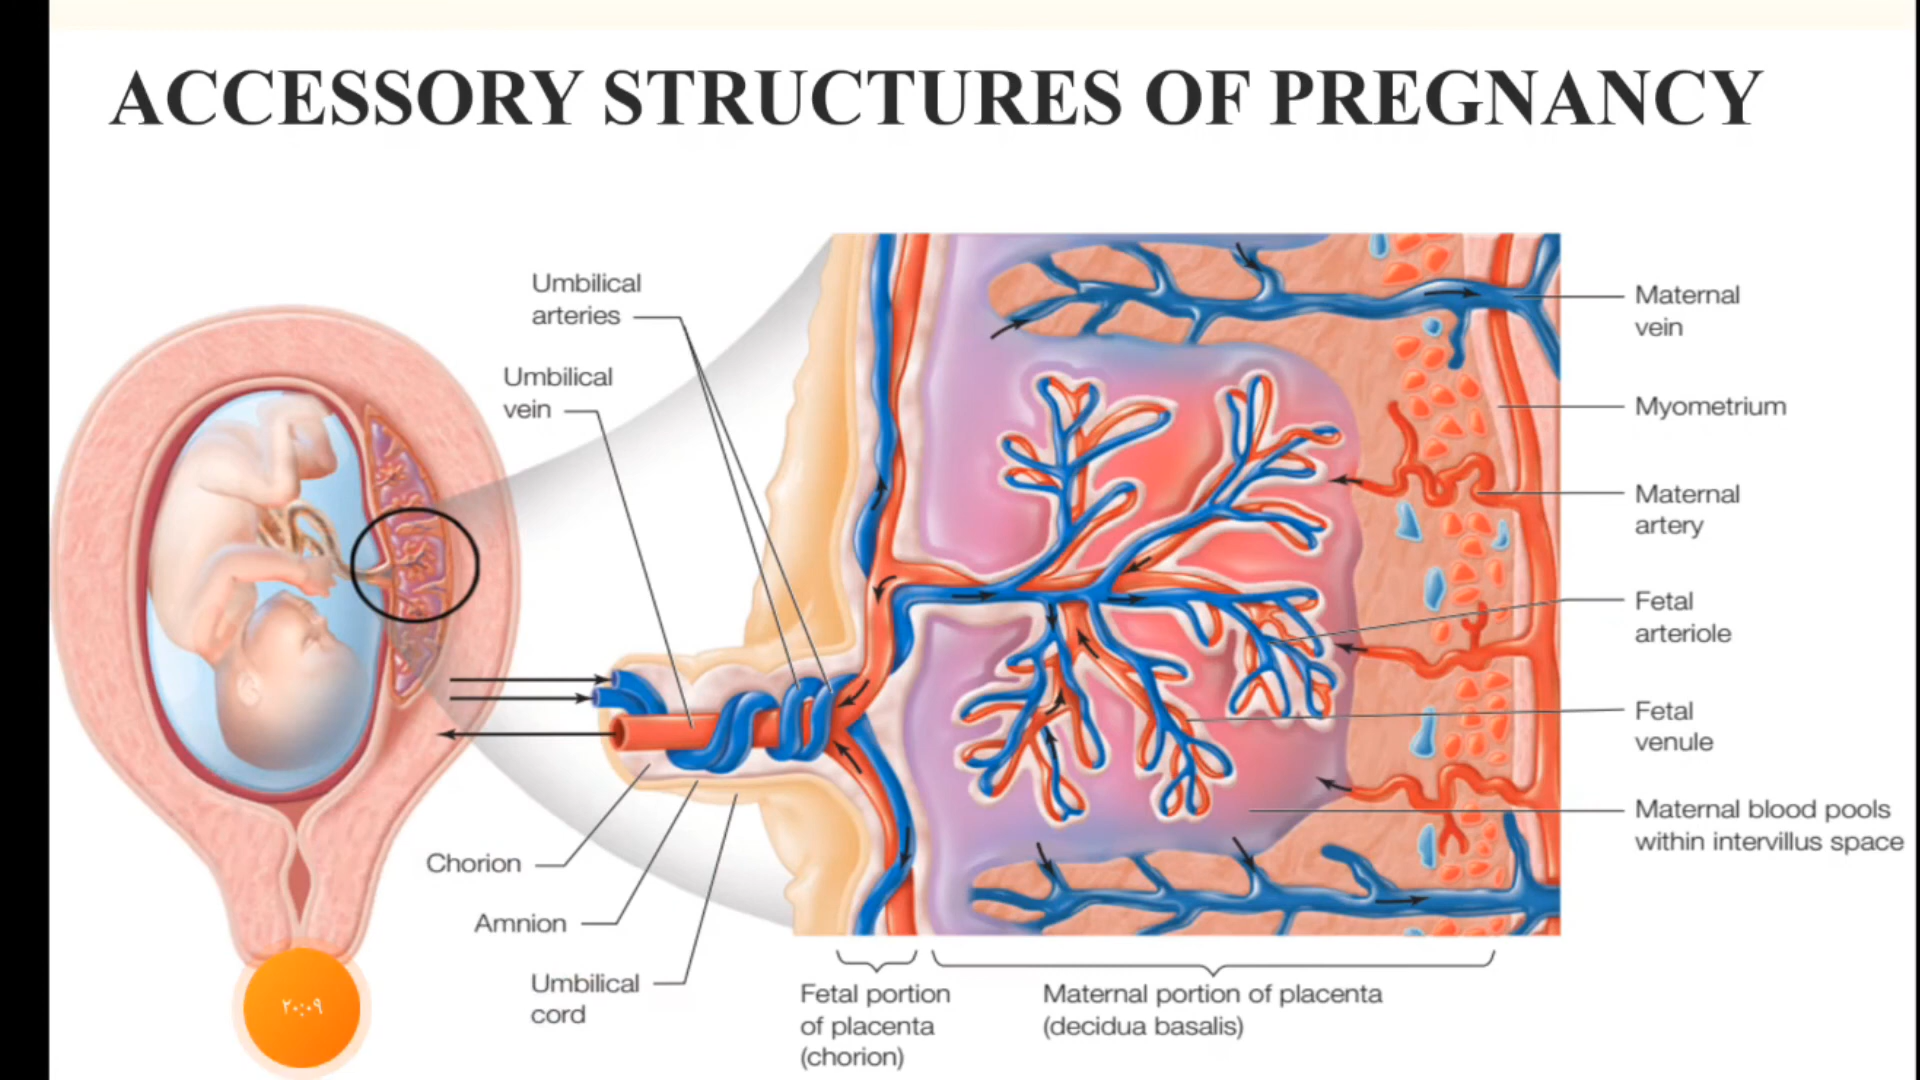 ACCESSORY STRUCTURES OF PREGNANCY
Umbilical
arteries
Umbilical
vein
Chorion
Amnion
Umbilical
cord
Maternal
vein
Myometrium
Maternal
artery
Fetal
arteriole
Fetal
venule
Maternal blood pools
within intervillus space
Fetal portion
of placenta
(chorion)
Maternal portion of placenta
(decidua basalis)
٢٠:٠٩